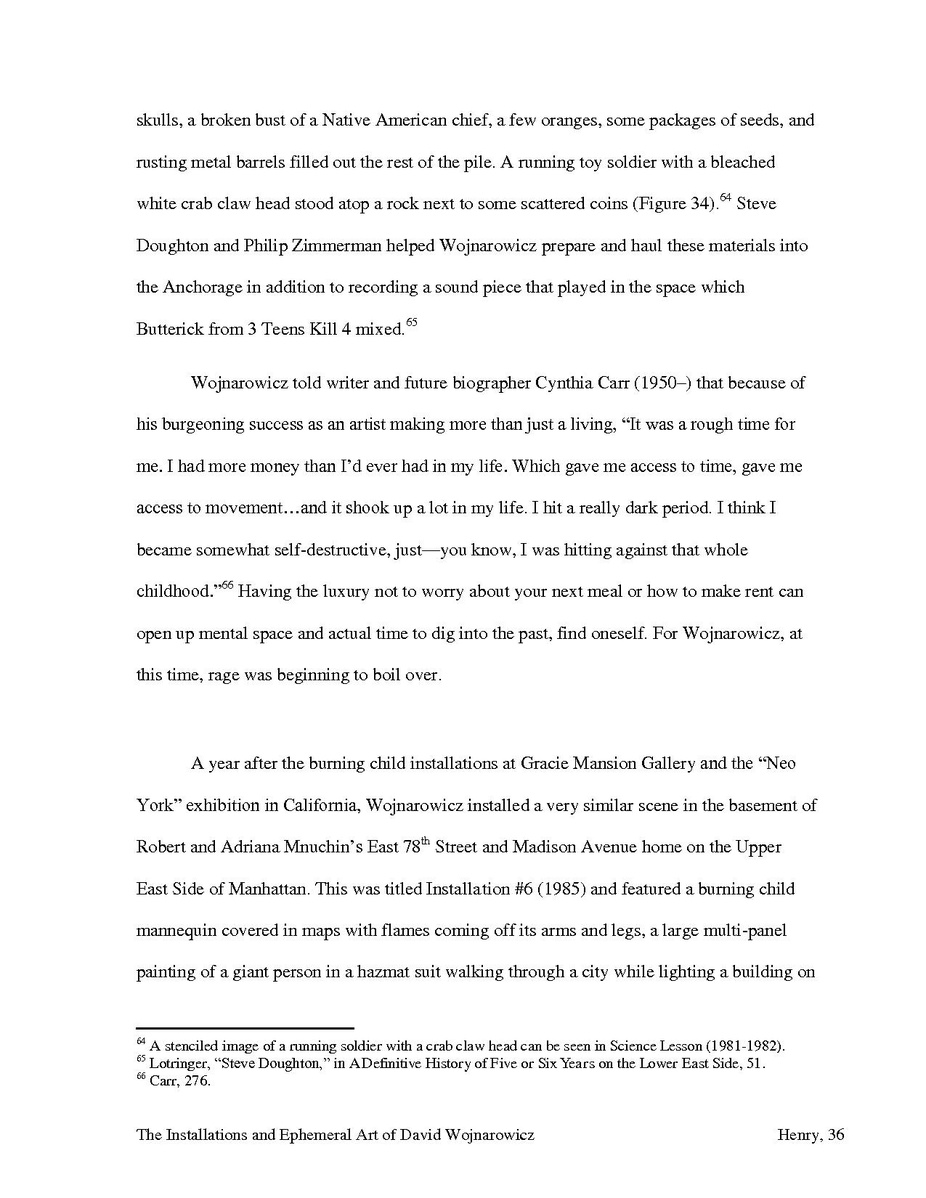 skulls, a broken bust of a Native American chief, a few oranges, some packages of seeds, and
rusting metal barrels filled out the rest of the pile. A running toy soldier with a bleached
white crab claw head stood atop a rock next to some scattered coins (Figure 34).64 Steve
Doughton and Philip Zimmerman helped Wojnarowicz prepare and haul these materials into
the Anchorage in addition to recording a sound piece that played in the space which
Butterick from 3 Teens Kill 4 mixed.65
Wojnarowicz told writer and future biographer Cynthia Carr (1950–) that because of
his burgeoning success as an artist making more than just a living, “It was a rough time for
me. I had more money than I’d ever had in my life. Which gave me access to time, gave me
access to movement…and it shook up a lot in my life. I hit a really dark period. I think I
became somewhat self-destructive, just—you know, I was hitting against that whole
childhood.”66 Having the luxury not to worry about your next meal or how to make rent can
open up mental space and actual time to dig into the past, find oneself. For Wojnarowicz, at
this time, rage was beginning to boil over.
A year after the burning child installations at Gracie Mansion Gallery and the “Neo
York” exhibition in California, Wojnarowicz installed a very similar scene in the basement of
Robert and Adriana Mnuchin’s East 78th Street and Madison Avenue home on the Upper
East Side of Manhattan. This was titled Installation #6 (1985) and featured a burning child
mannequin covered in maps with flames coming off its arms and legs, a large multi-panel
painting of a giant person in a hazmat suit walking through a city while lighting a building on
64 A stenciled image of a running soldier with a crab claw head can be seen in Science Lesson (1981-1982).
65 Lotringer, “Steve Doughton,” in A Definitive History of Five or Six Years on the Lower East Side, 51.
66 Carr, 276.
The Installations and Ephemeral Art of David Wojnarowicz Henry, 36